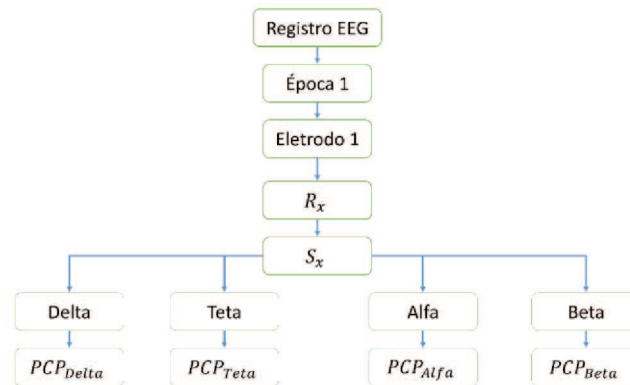 Registro EEG
Época 1
Eletrodo 1
R_x
S_x
Delta Teta Alfa Beta
PCP_Delta PCP_Teta PCP_Alfa PCP_Beta